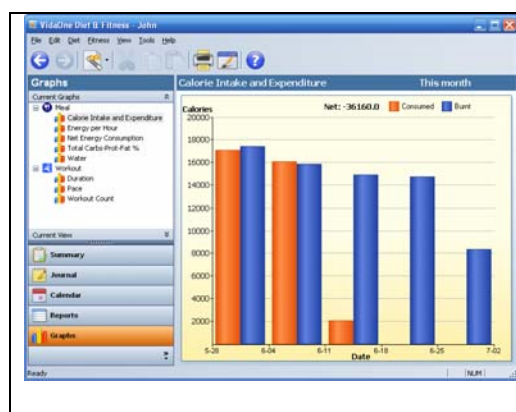 VidaOne Diet & Fitness - John
File Edit Diet Fitness View Tools Help
Graphs
Calorie Intake and Expenditure This month
Current Graphs
Meal
Calorie Intake and Expenditure
Energy per Hour
Net Energy Consumption
Total Carbs-Prot-Fat %
Water
Workout
Duration
Pace
Workout Count
Current View
Summary
Journal
Calendar
Reports
Graphs
Calories Net: -36160.0 Consumed Burnt
20000
18000
16000
14000
12000
10000
8000
6000
4000
2000
5-28 6-04 6-11 6-18 6-25 7-02
Date
Ready NUM